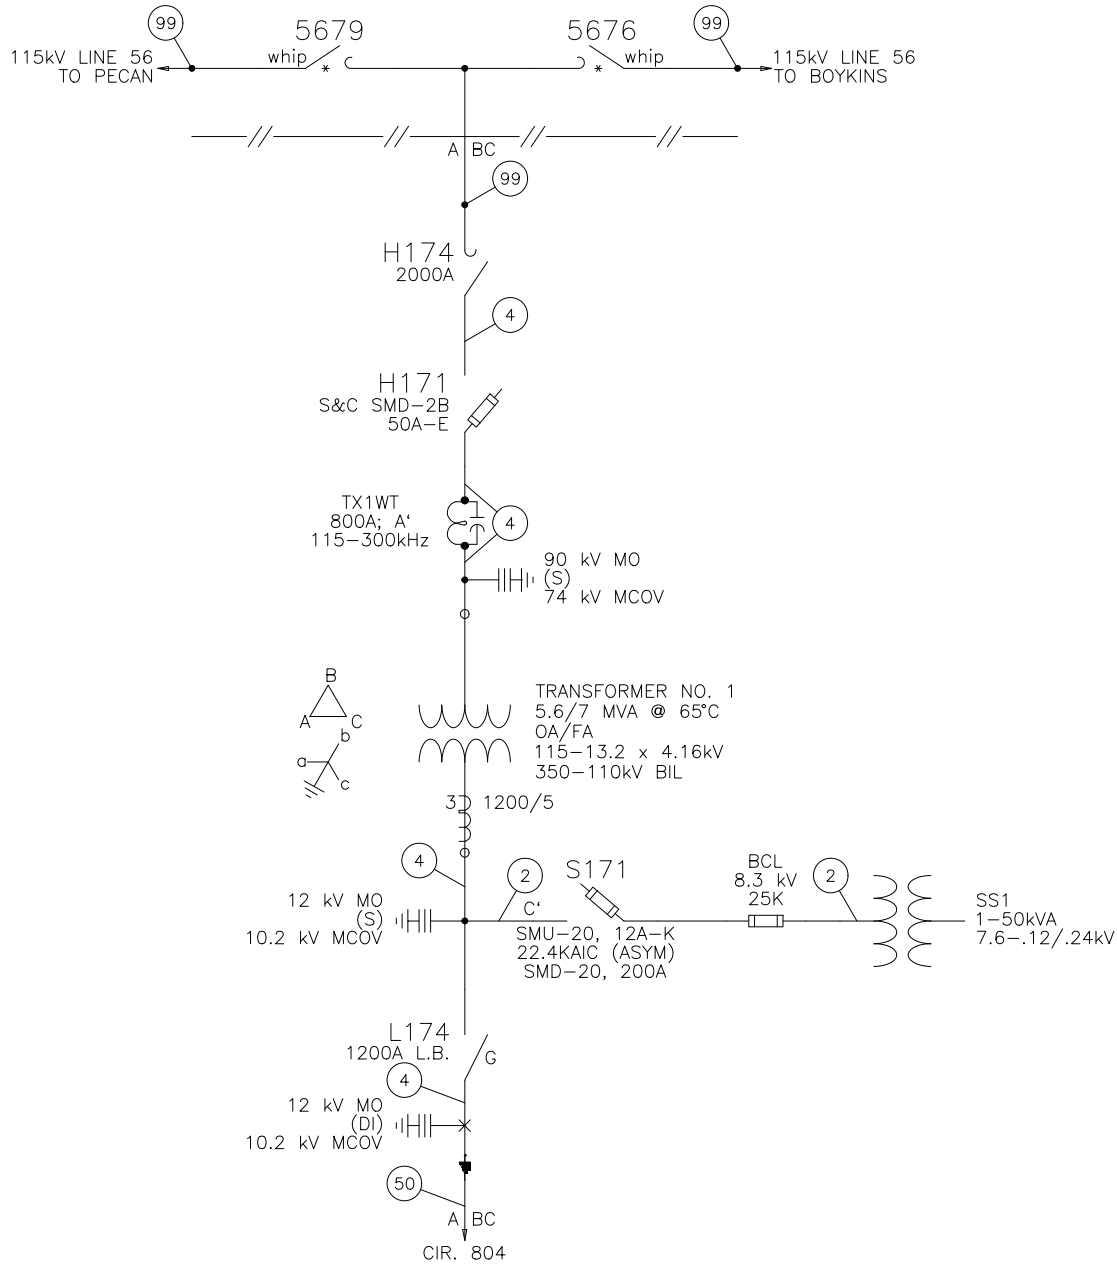 99
5679
5676
99
115kV LINE 56
TO PECAN
whip
*
*
whip
115kV LINE 56
TO BOYKINS
A BC
99
H174
2000A
4
H171
S&C SMD-2B
50A-E
TX1WT
800A; A'
115-300kHz
4
90 kV MO
(S)
74 kV MCOV
B
A C
b
a
c
TRANSFORMER NO. 1
5.6/7 MVA @ 65°C
OA/FA
115-13.2 x 4.16kV
350-110kV BIL
3 1200/5
4
2
C'
S171
SMU-20, 12A-K
22.4KAIC (ASYM)
SMD-20, 200A
BCL
8.3 kV
25K
2
SS1
1-50kVA
7.6-.12/.24kV
12 kV MO
(S)
10.2 kV MCOV
L174
1200A L.B.
G
4
12 kV MO
(DI)
10.2 kV MCOV
50
A BC
CIR. 804